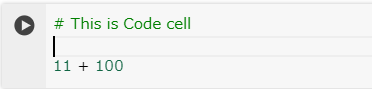 # This is Code cell
11 + 100